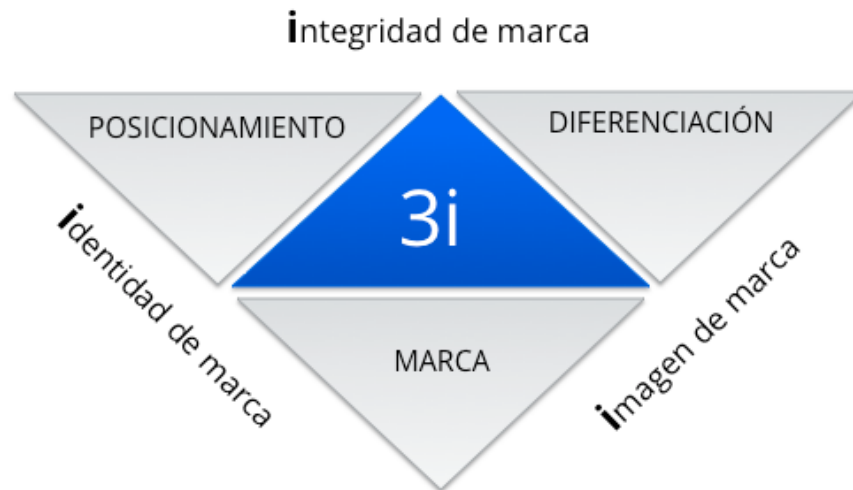 integridad de marca
POSICIONAMIENTO
DIFERENCIACIÓN
3i
identidad de marca
imagen de marca
MARCA